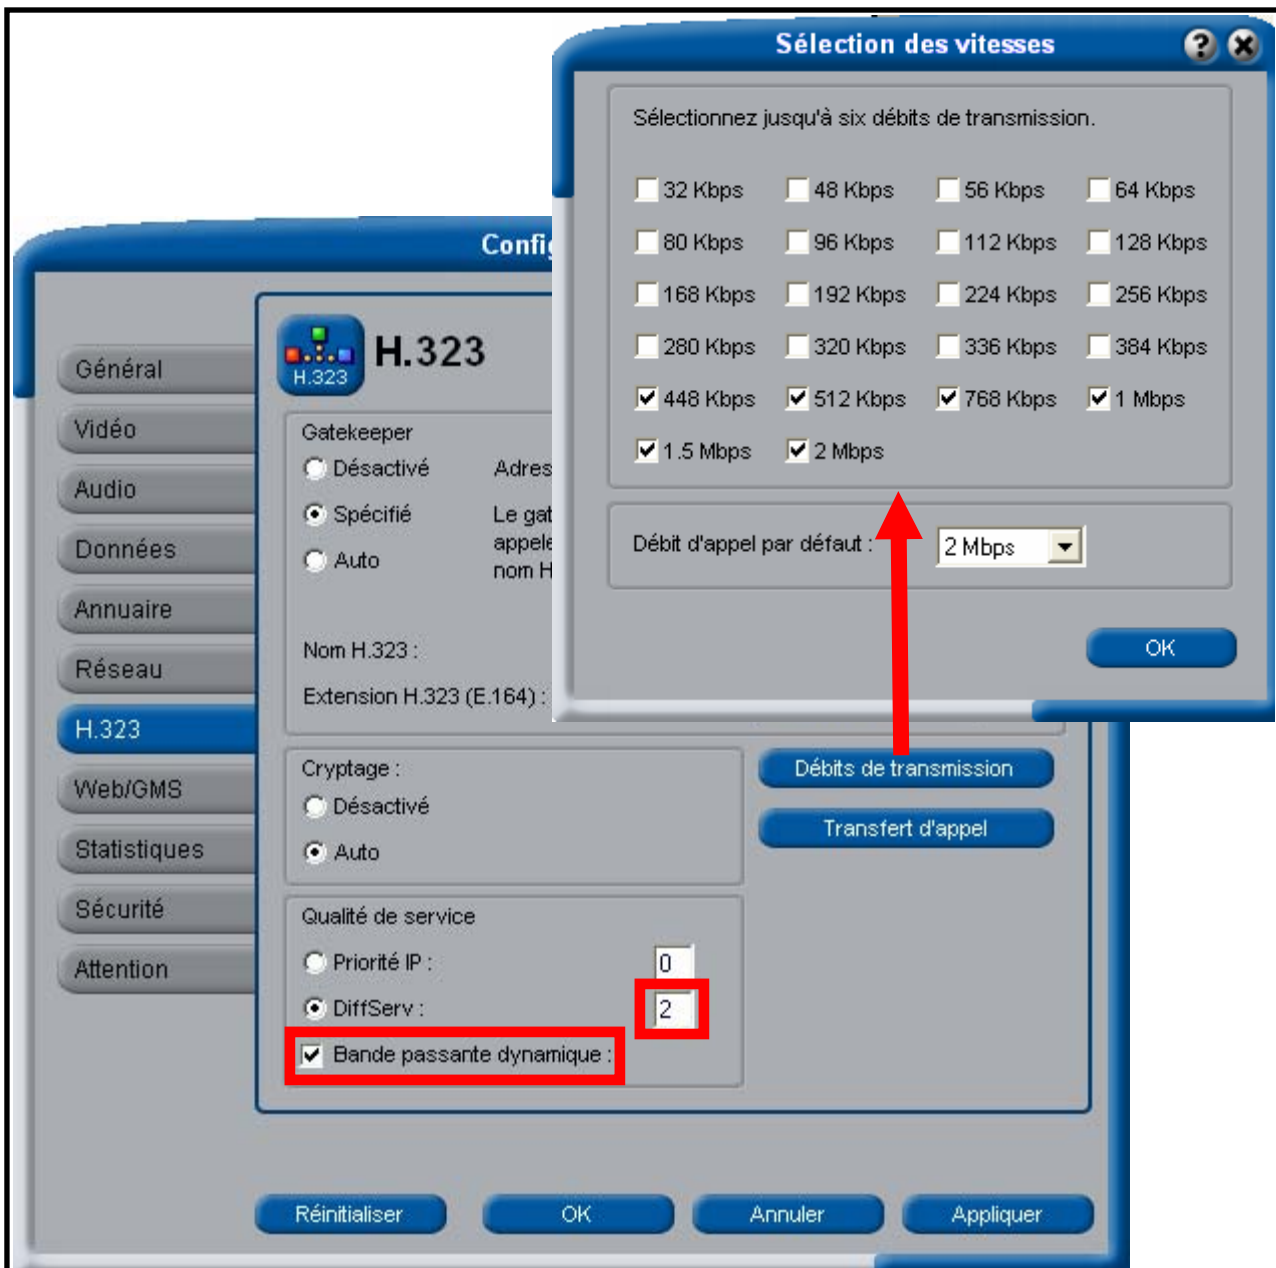 Sélection des vitesses
Sélectionnez jusqu'à six débits de transmission.
32 Kbps 48 Kbps 56 Kbps 64 Kbps
80 Kbps 96 Kbps 112 Kbps 128 Kbps
168 Kbps 192 Kbps 224 Kbps 256 Kbps
280 Kbps 320 Kbps 336 Kbps 384 Kbps
448 Kbps 512 Kbps 768 Kbps 1 Mbps
1.5 Mbps 2 Mbps
Débit d'appel par défaut : 2 Mbps
OK
Config
Général
Vidéo
Audio
Données
Annuaire
Réseau
H.323
Web/GMS
Statistiques
Sécurité
Attention
H.323
H.323
Gatekeeper
Désactivé Adres
Spécifié Le gat
appele
Auto
nom H
Nom H.323 :
Extension H.323 (E.164) :
Cryptage :
Désactivé
Auto
Débits de transmission
Transfert d'appel
Qualité de service
Priorité IP : 0
DiffServ : 2
Bande passante dynamique :
Réinitialiser OK Annuler Appliquer